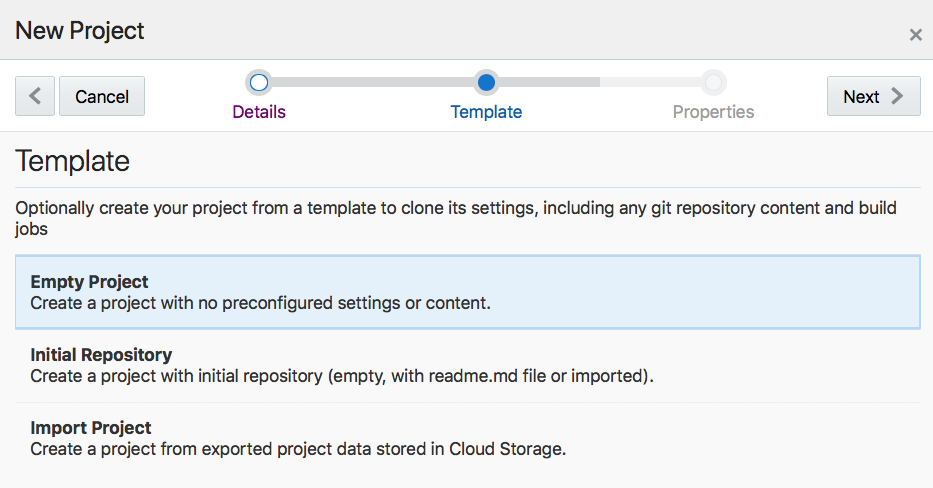 New Project
Cancel
Next
Details
Template
Properties
Template
Optionally create your project from a template to clone its settings, including any git repository content and build
jobs
Empty Project
Create a project with no preconfigured settings or content.
Initial Repository
Create a project with initial repository (empty, with readme.md file or imported).
Import Project
Create a project from exported project data stored in Cloud Storage.